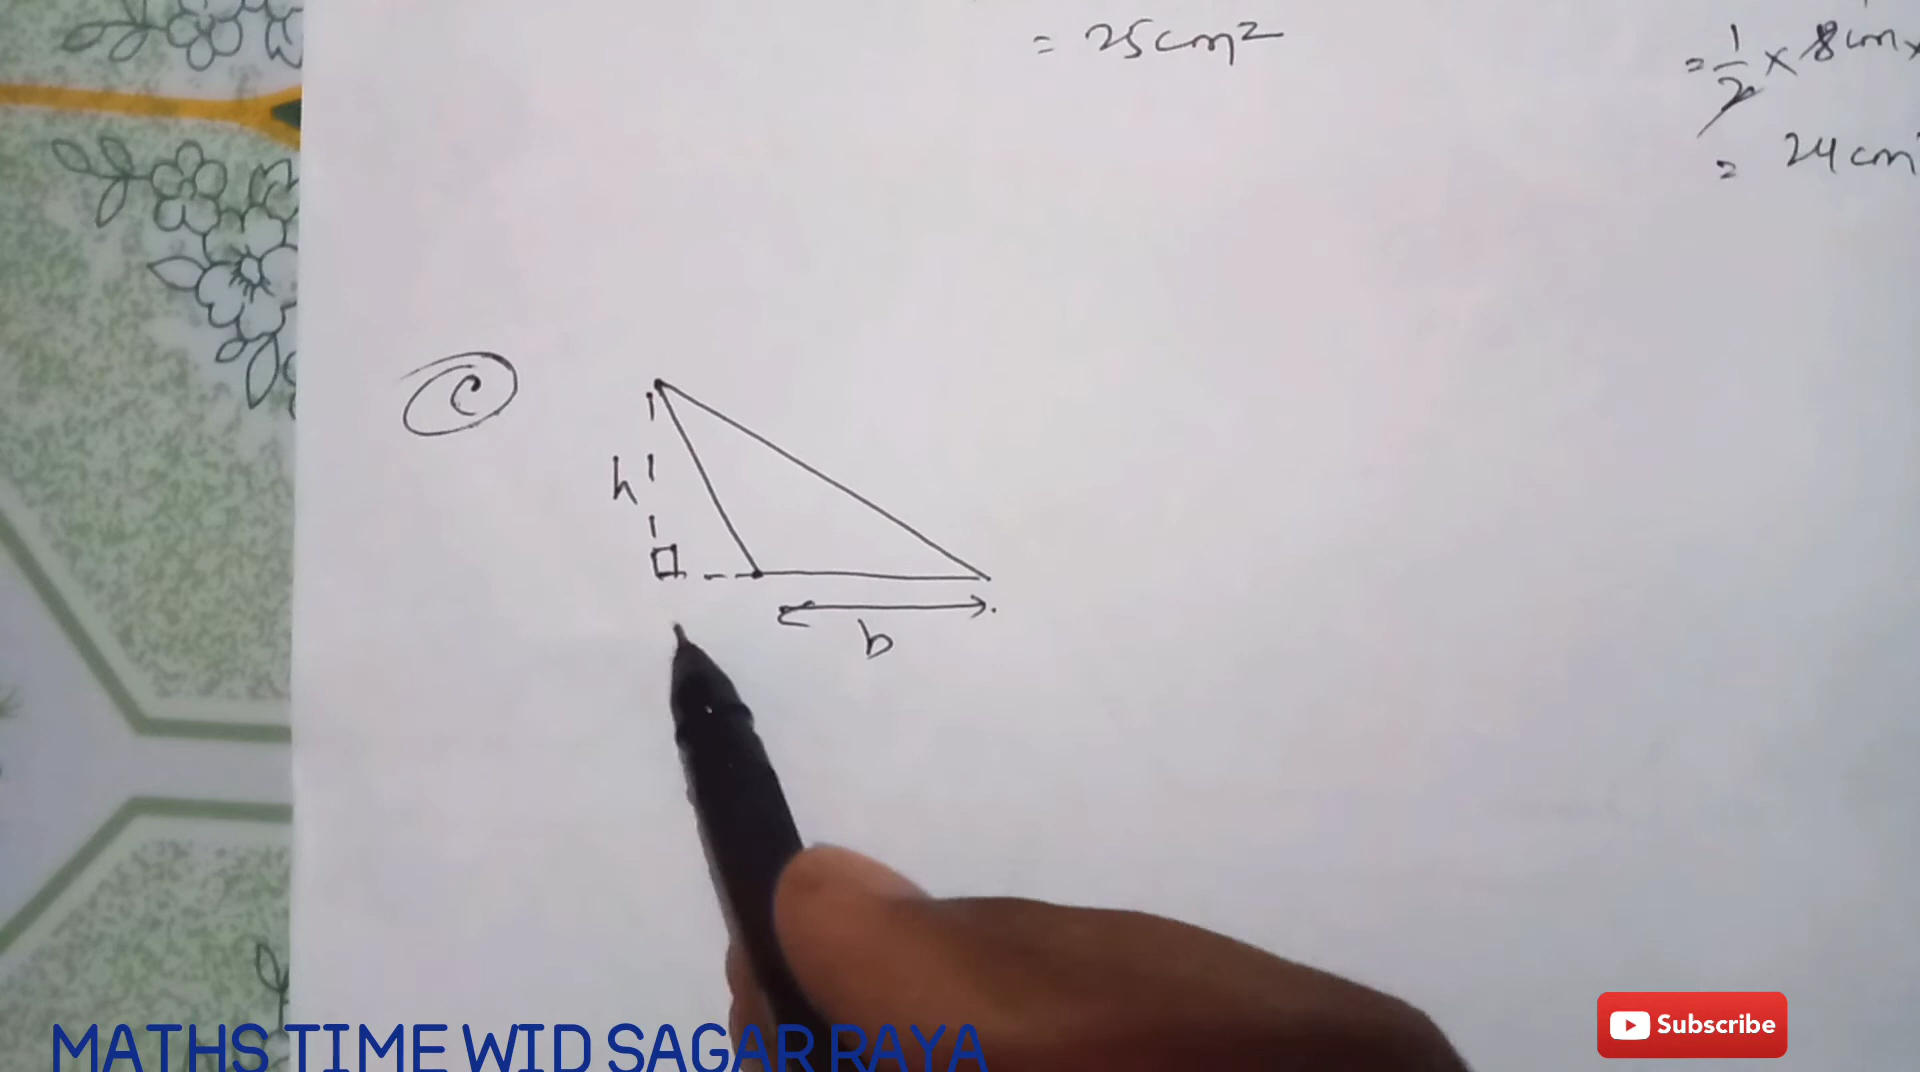 = 25cm²
= 1/2 × 8cm×
= 24cm
C
h
b
MATHS TIME WID SAGAR RAYA
Subscribe